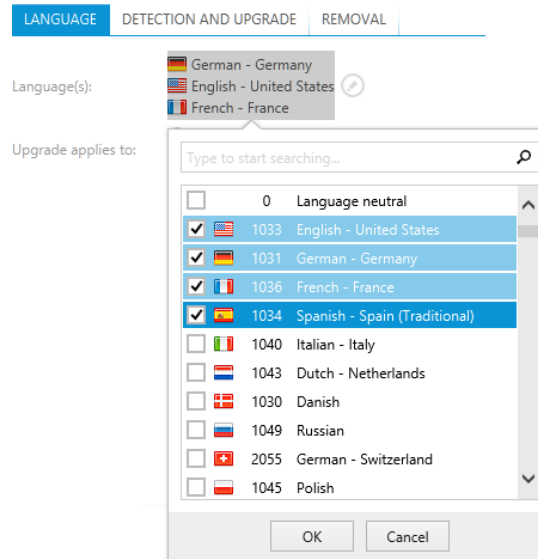 LANGUAGE DETECTION AND UPGRADE REMOVAL
Language(s):
German - Germany
English - United States
French - France
Upgrade applies to:
Type to start searching...
0 Language neutral
1033 English - United States
1031 German - Germany
1036 French - France
1034 Spanish - Spain (Traditional)
1040 Italian - Italy
1043 Dutch - Netherlands
1030 Danish
1049 Russian
2055 German - Switzerland
1045 Polish
OK Cancel